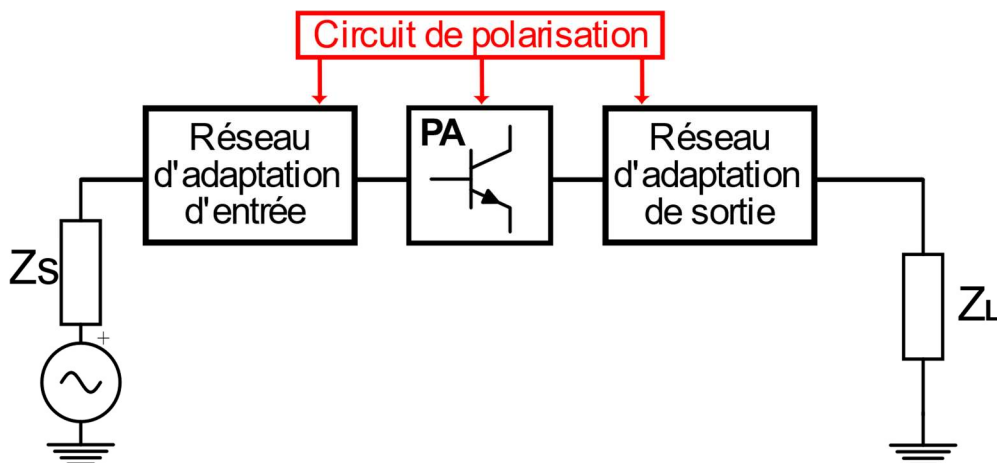 Circuit de polarisation
Réseau
d'adaptation
d'entrée
PA
Réseau
d'adaptation
de sortie
Zs
+
ZL